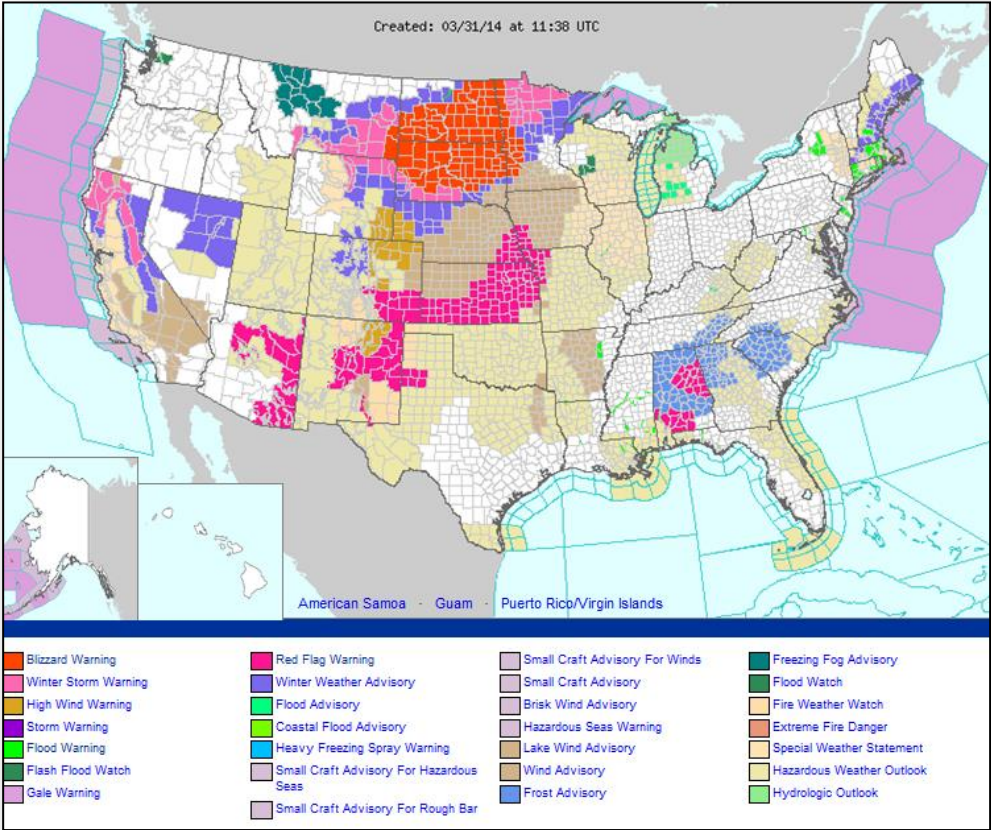 Created: 03/31/14 at 11:38 UTC
American Samoa - Guam - Puerto Rico/Virgin Islands
Blizzard Warning
Winter Storm Warning
High Wind Warning
Storm Warning
Flood Warning
Flash Flood Watch
Gale Warning
Red Flag Warning
Winter Weather Advisory
Flood Advisory
Coastal Flood Advisory
Heavy Freezing Spray Warning
Small Craft Advisory For Hazardous
Seas
Small Craft Advisory For Rough Bar
Small Craft Advisory For Winds
Small Craft Advisory
Brisk Wind Advisory
Hazardous Seas Warning
Lake Wind Advisory
Wind Advisory
Frost Advisory
Freezing Fog Advisory
Flood Watch
Fire Weather Watch
Extreme Fire Danger
Special Weather Statement
Hazardous Weather Outlook
Hydrologic Outlook